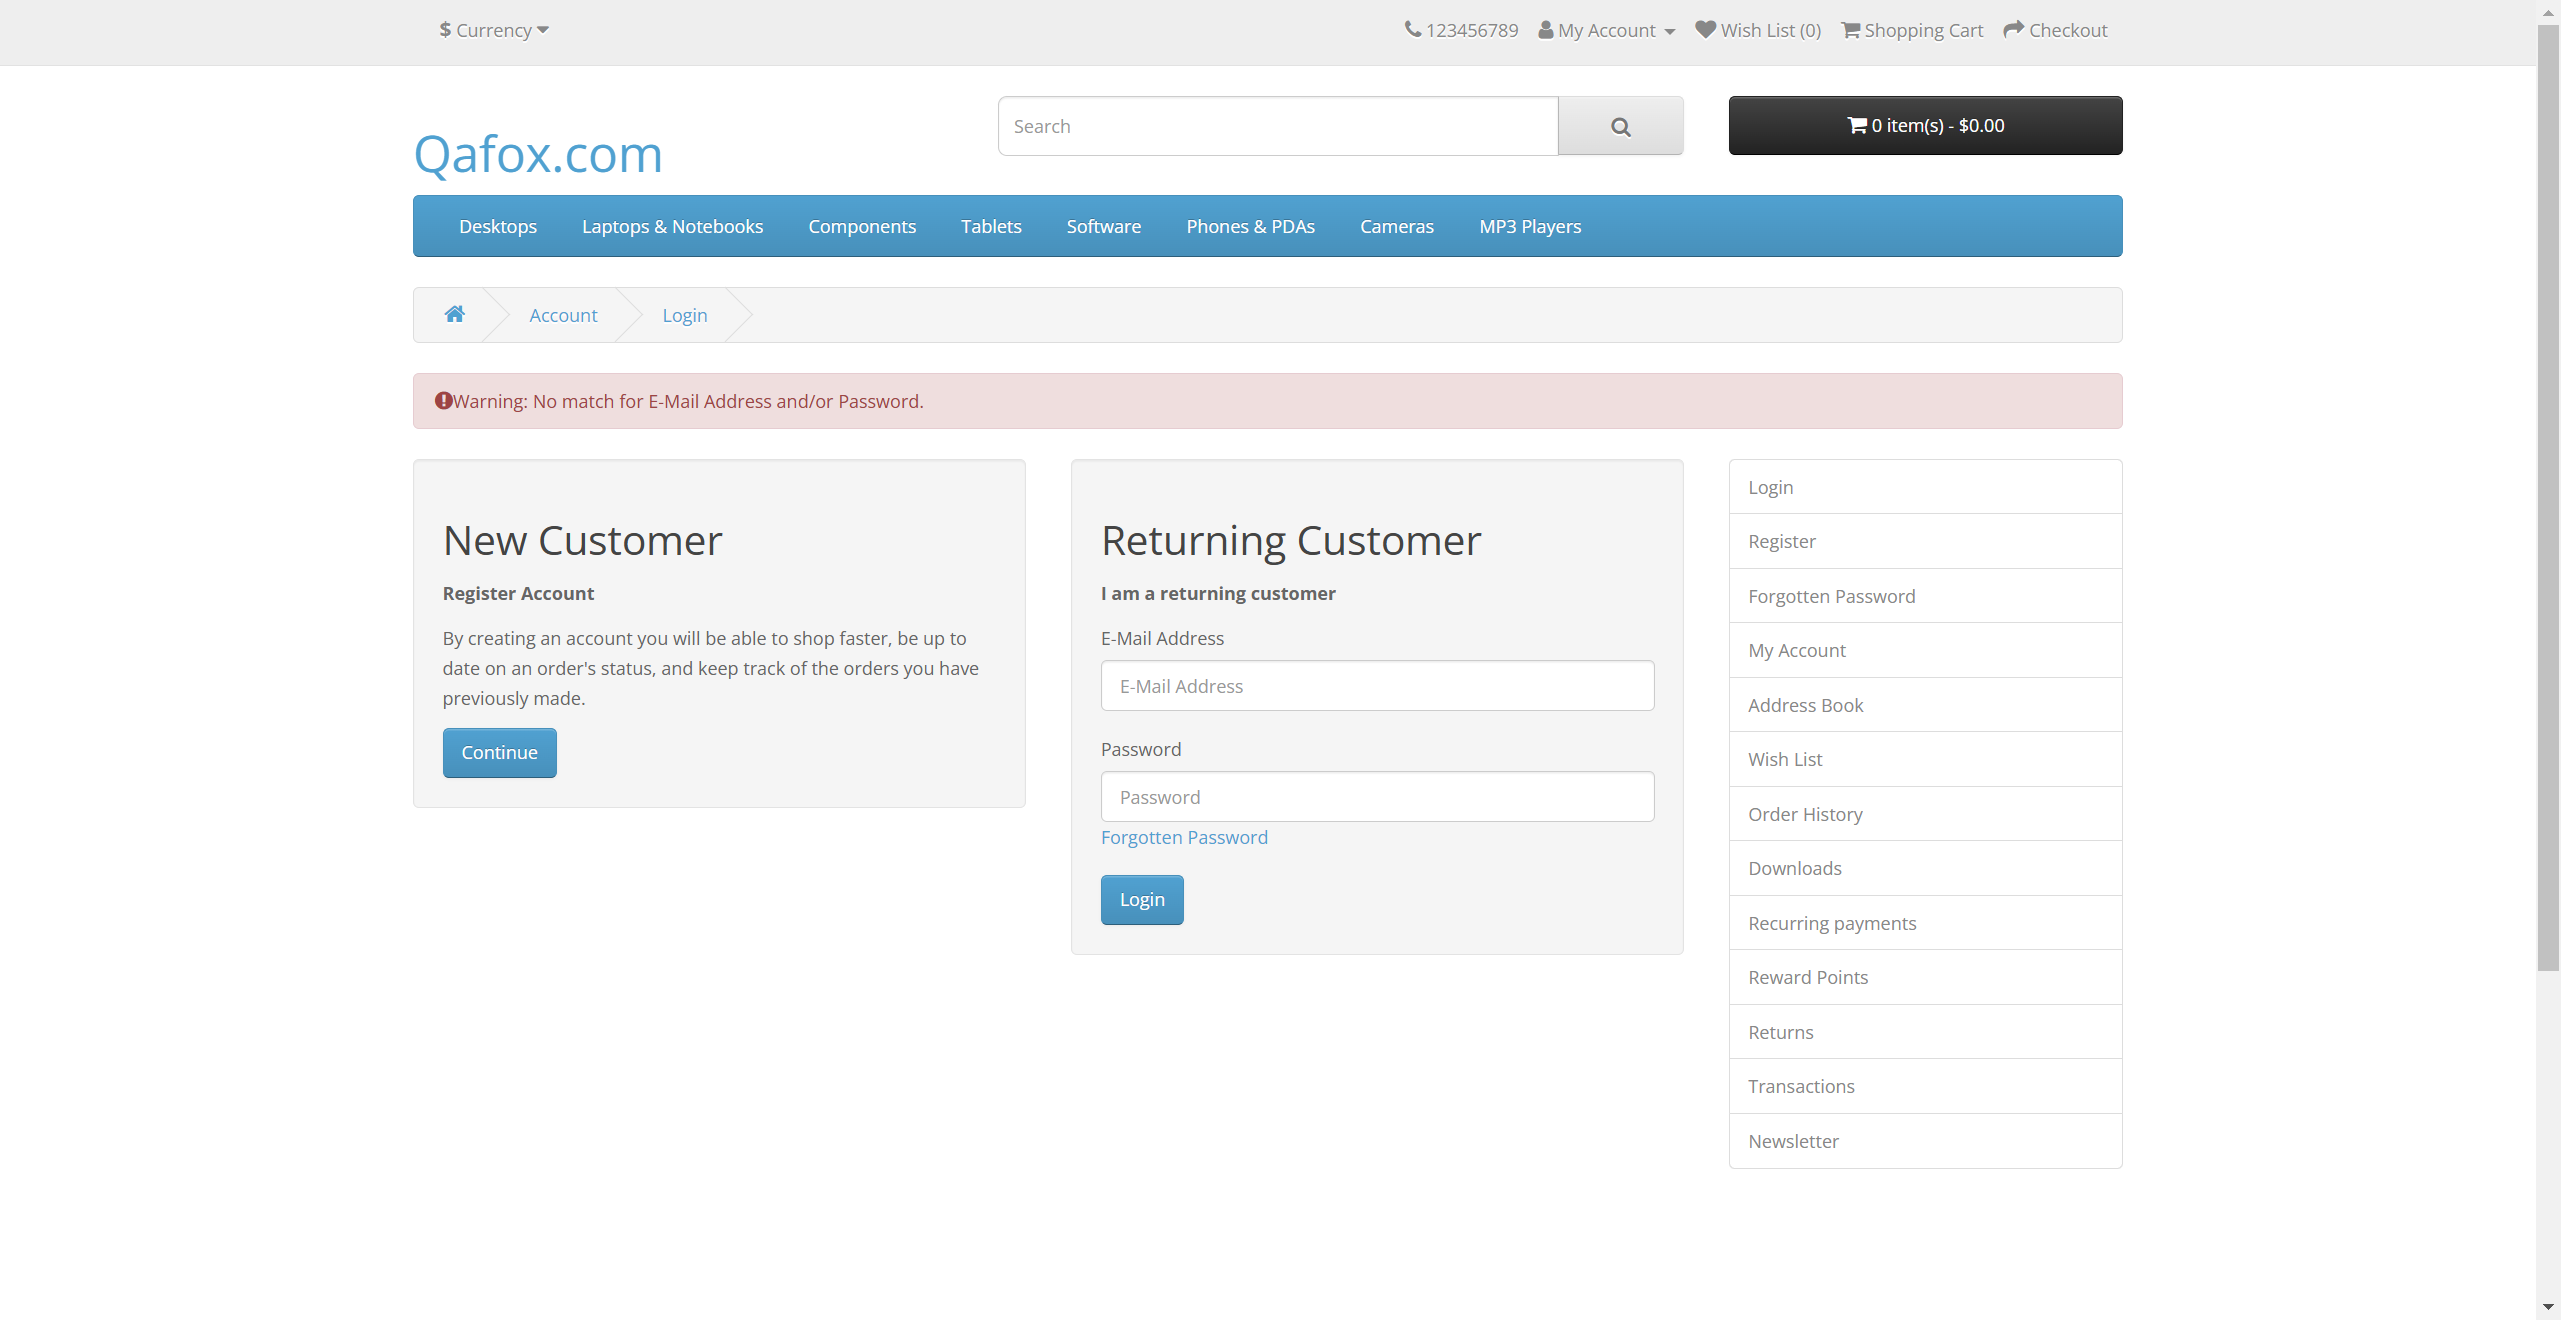 $ Currency
123456789 My Account Wish List (0) Shopping Cart Checkout
Qafox.com
Search
0 item(s) - $0.00
Desktops Laptops & Notebooks Components Tablets Software Phones & PDAs Cameras MP3 Players
Account Login
Warning: No match for E-Mail Address and/or Password.
New Customer
Register Account
By creating an account you will be able to shop faster, be up to
date on an order's status, and keep track of the orders you have
previously made.
Continue
Returning Customer
I am a returning customer
E-Mail Address
E-Mail Address
Password
Password
Forgotten Password
Login
Login
Register
Forgotten Password
My Account
Address Book
Wish List
Order History
Downloads
Recurring payments
Reward Points
Returns
Transactions
Newsletter